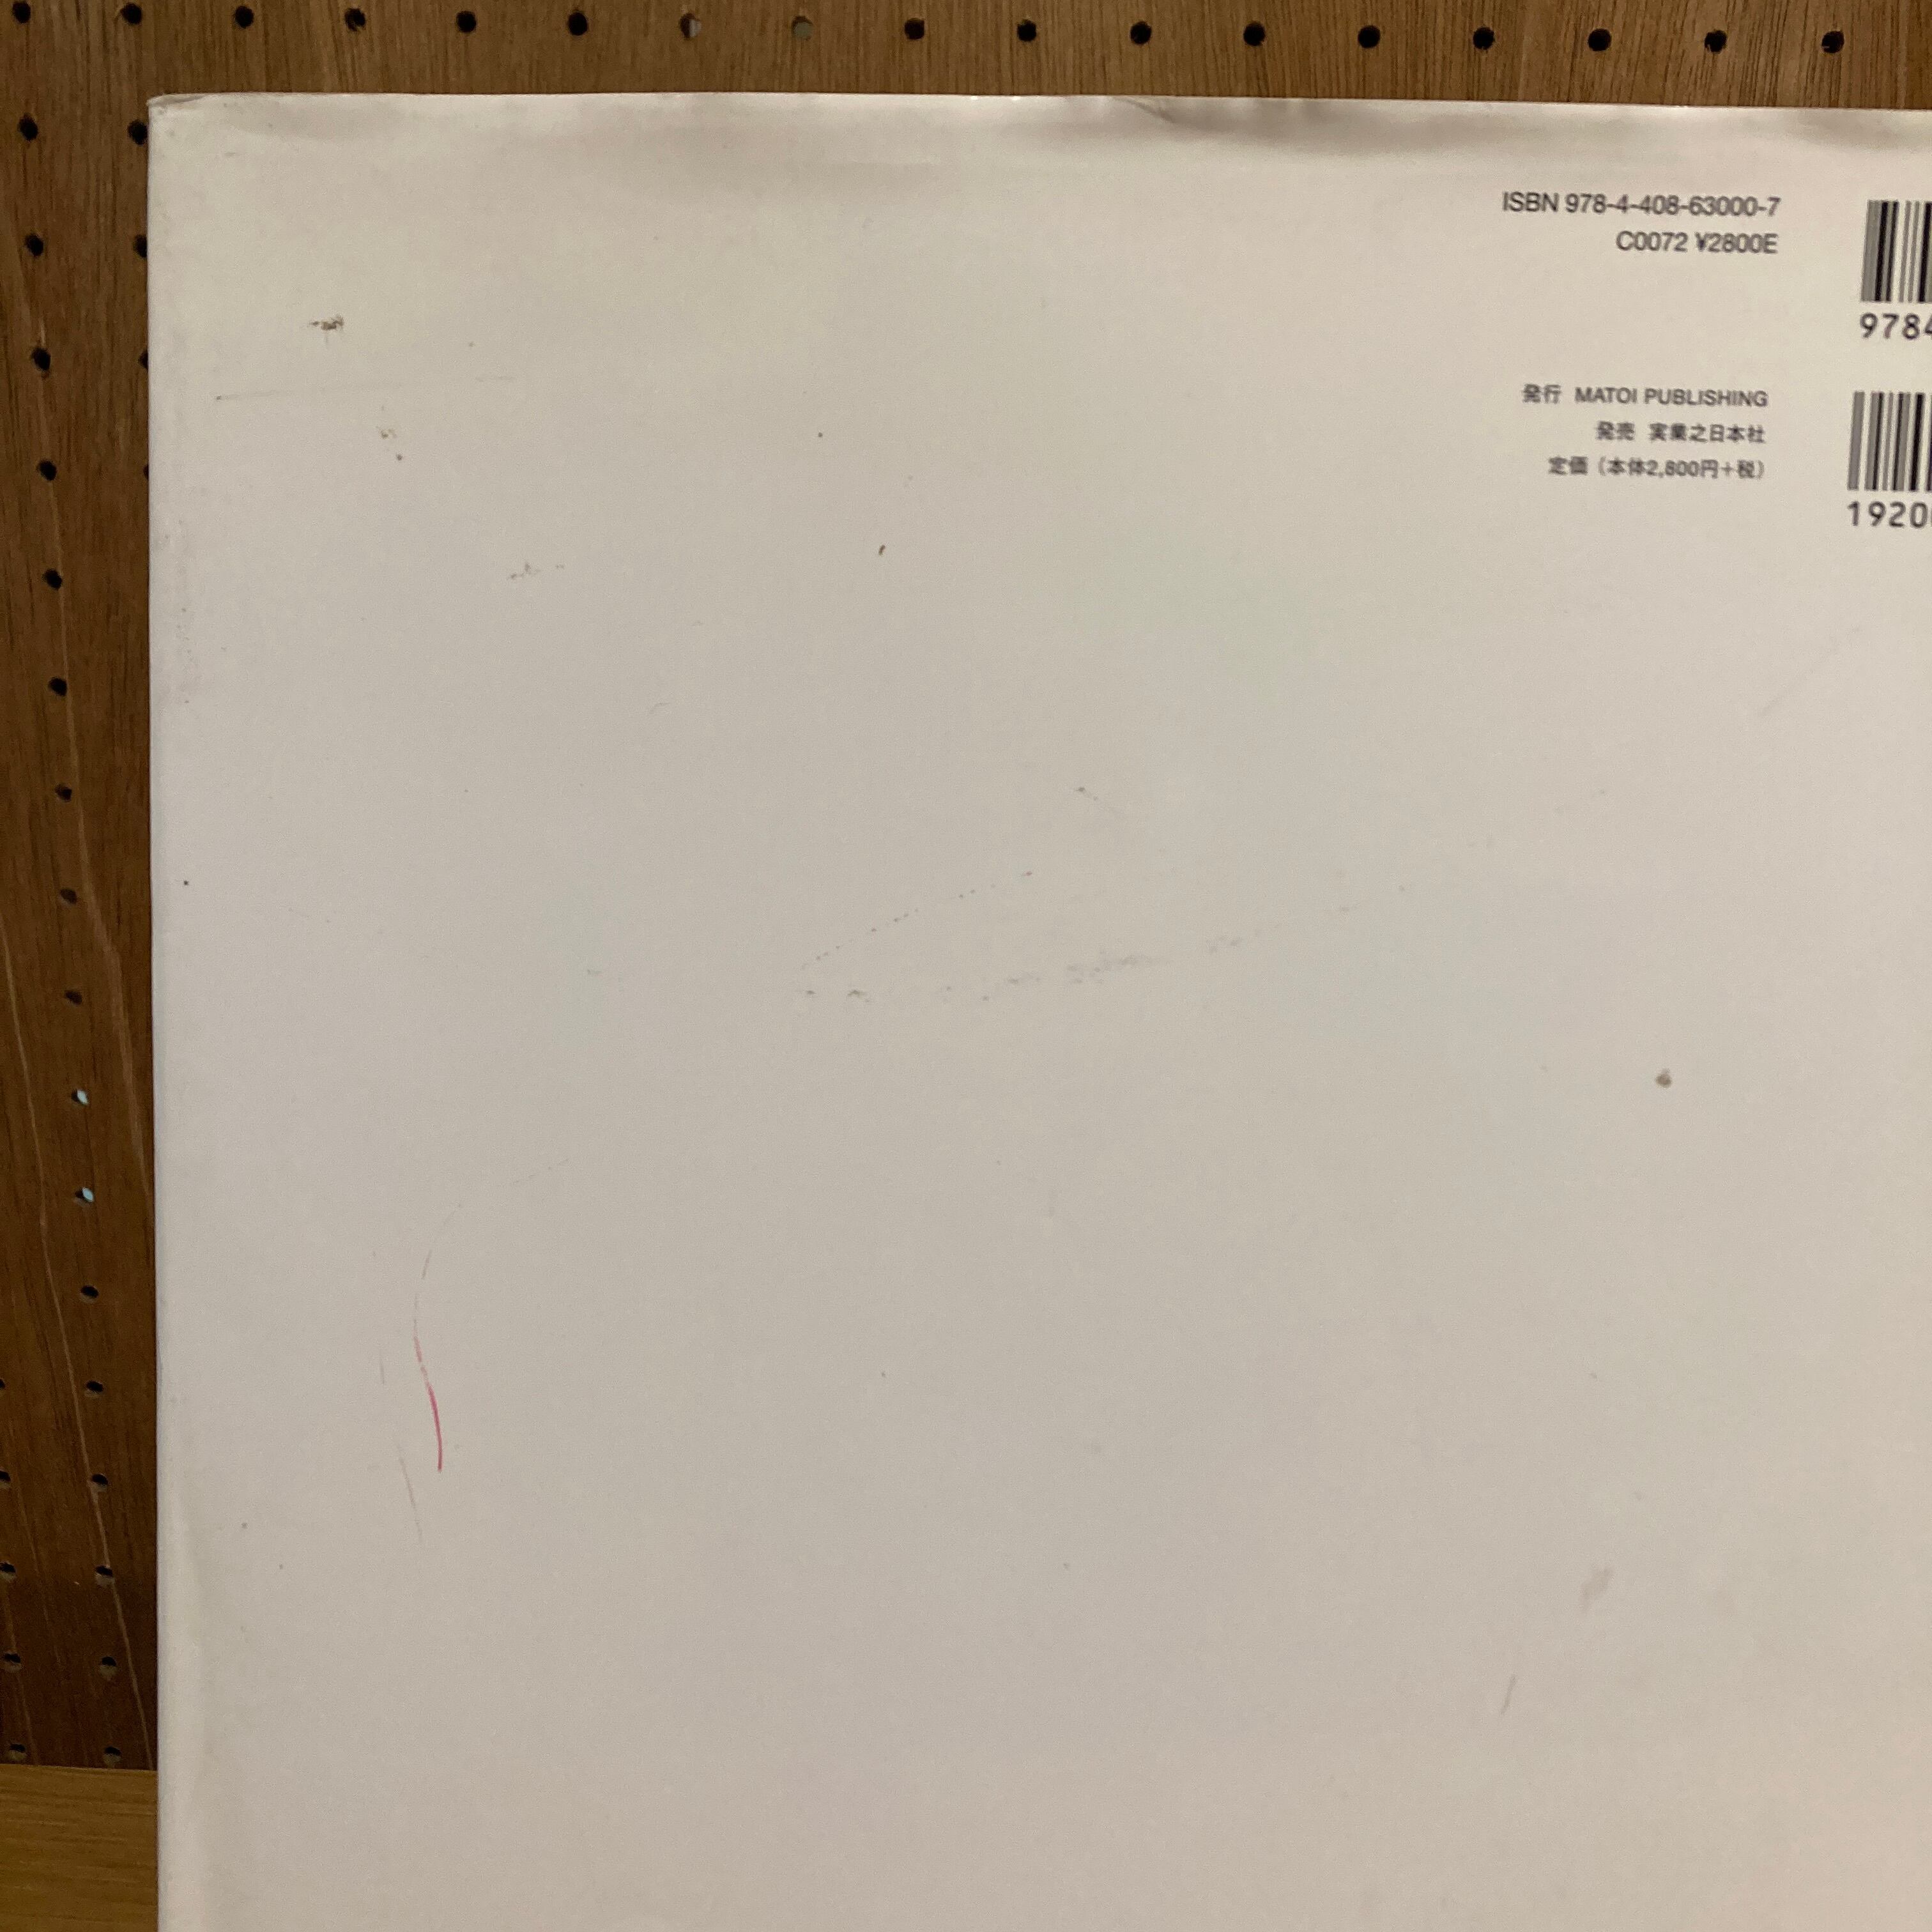 ISBN 978-4-408-63000-7
C0072 ¥2800E
9784
発行 MATOI PUBLISHING
発売 実業之日本社
定価（本体2,800円+税）
1920